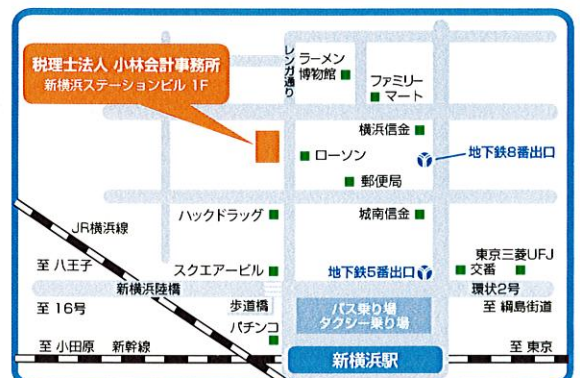 税理士法人 小林会計事務所
新横浜ステーションビル 1F
レンガ通り
ラーメン
博物館
ファミリー
マート
横浜信金
ローソン
地下鉄8番出口
郵便局
ハックドラッグ
城南信金
JR横浜線
至 八王子
スクエアービル
地下鉄5番出口
交番
東京三菱UFJ
新横浜陸橋
環状2号
至 16号
歩道橋
バス乗り場
タクシー乗り場
至 綱島街道
パチンコ
至 小田原
新幹線
新横浜駅
至 東京